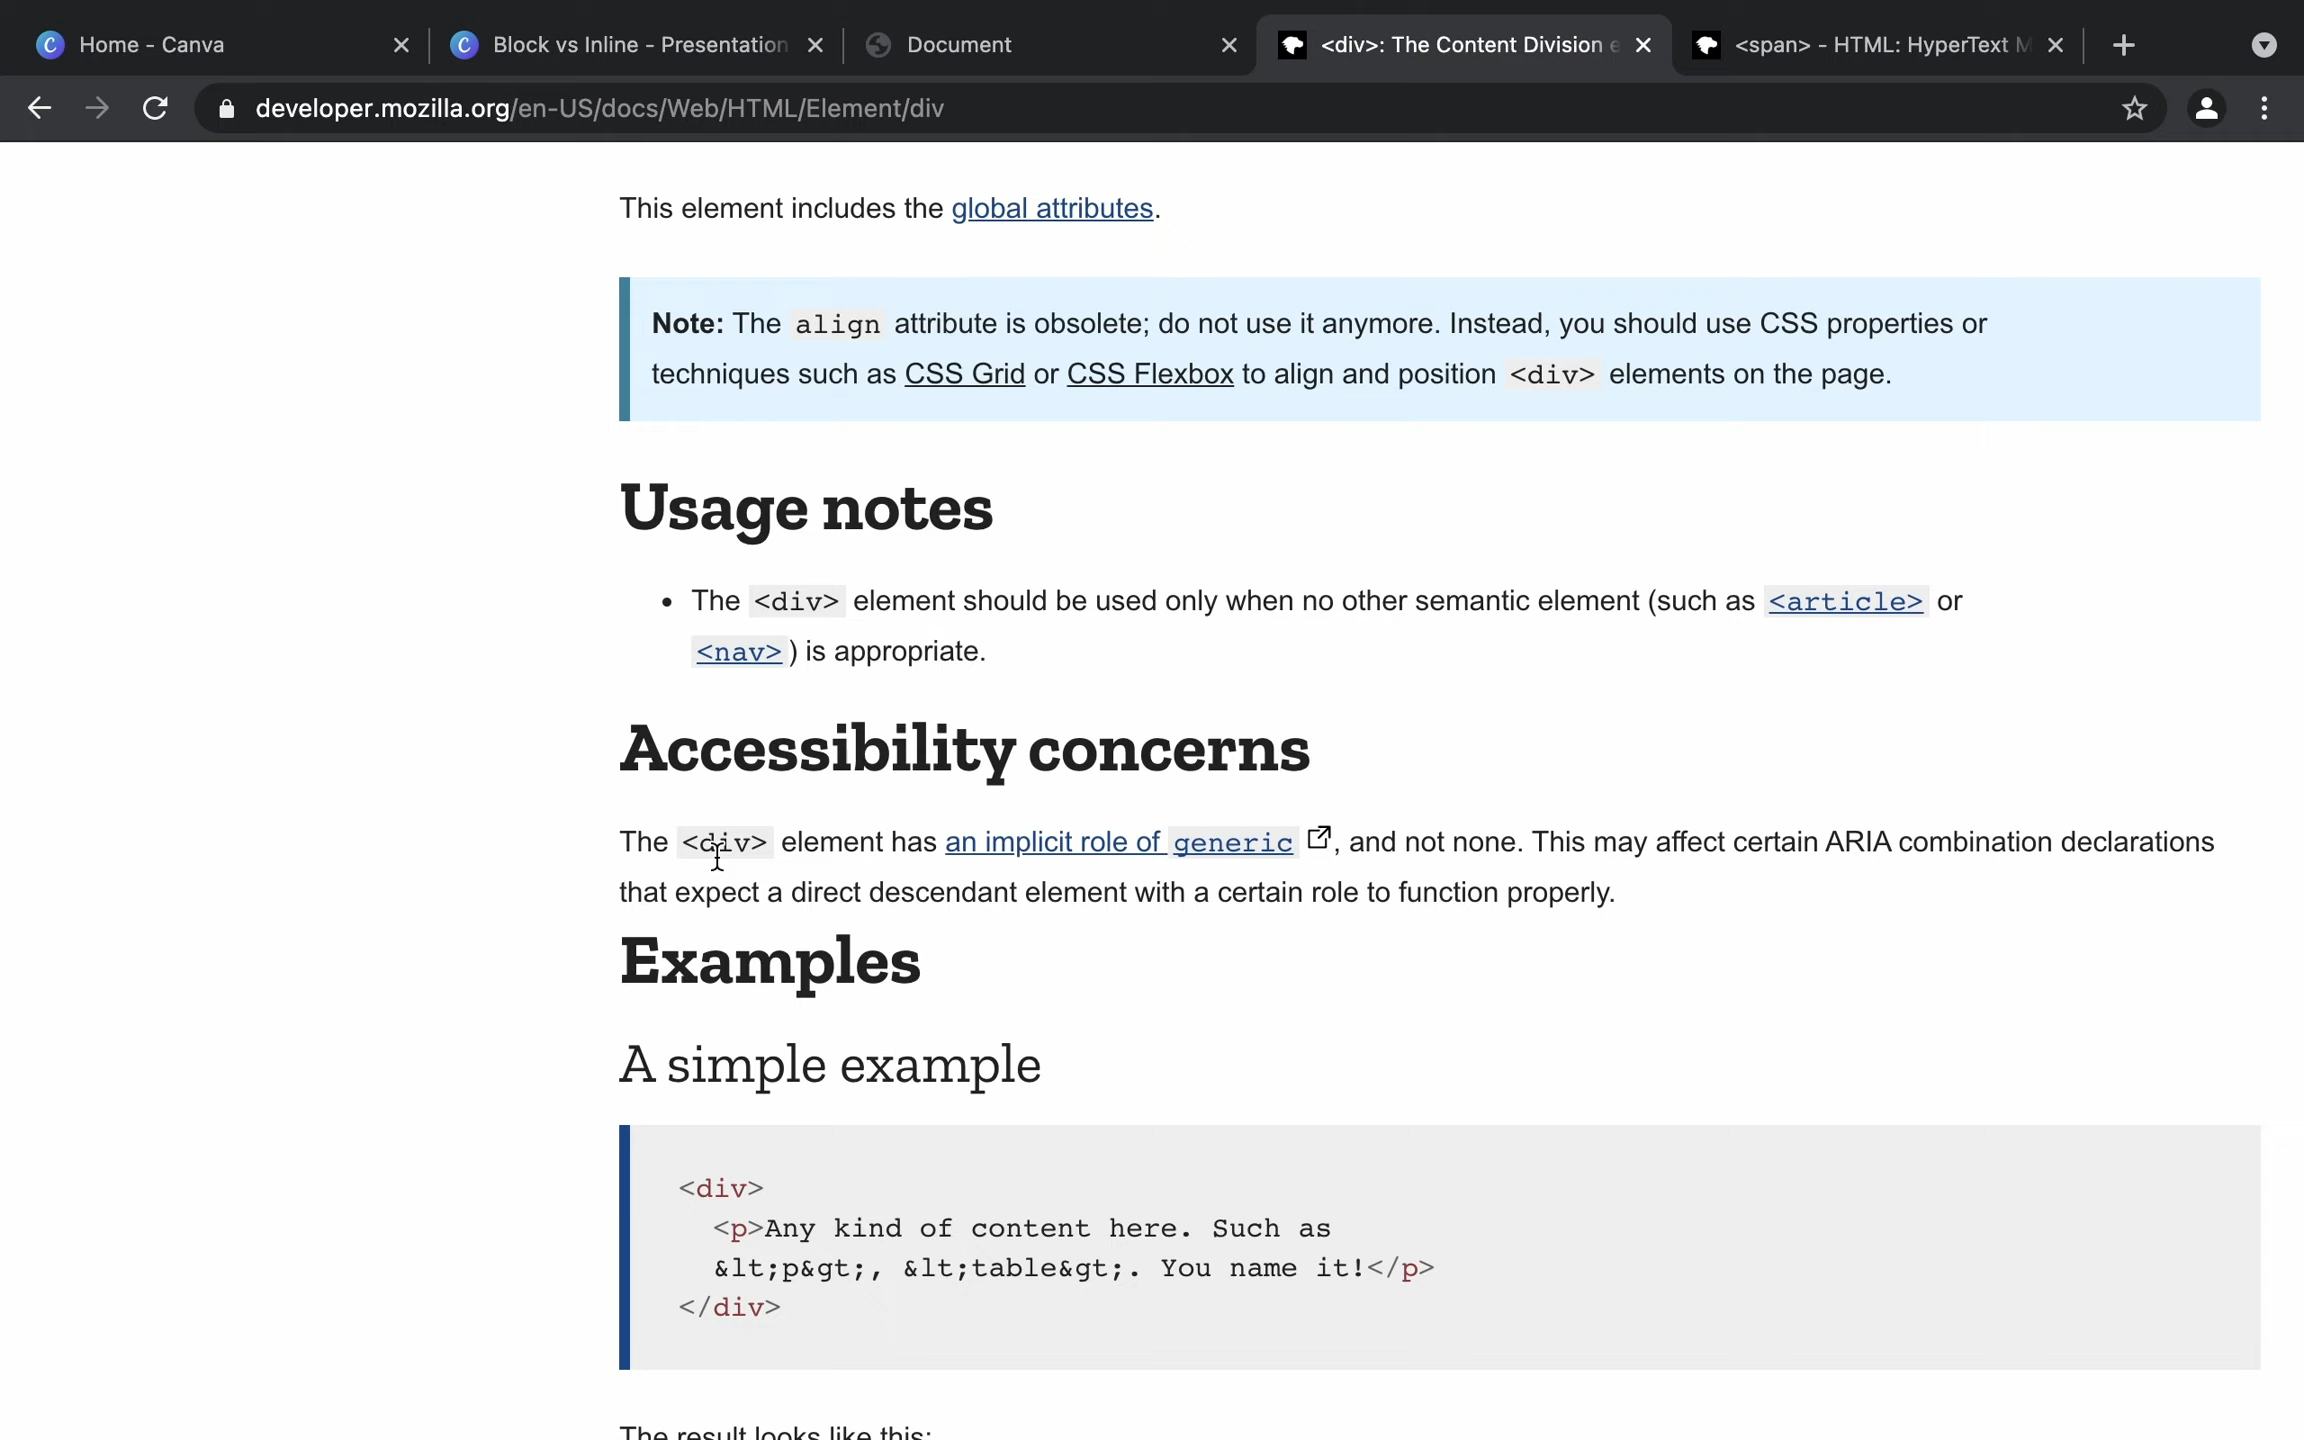 Home - Canva
Block vs Inline - Presentation
Document
<div>: The Content Division e
<span> - HTML: HyperText M
developer.mozilla.org/en-US/docs/Web/HTML/Element/div
This element includes the global attributes.
Note: The align attribute is obsolete; do not use it anymore. Instead, you should use CSS properties or
techniques such as CSS Grid or CSS Flexbox to align and position <div> elements on the page.
Usage notes
• The <div> element should be used only when no other semantic element (such as <article> or
<nav>) is appropriate.
Accessibility concerns
The <div> element has an implicit role of generic, and not none. This may affect certain ARIA combination declarations
that expect a direct descendant element with a certain role to function properly.
Examples
A simple example
<div>
<p>Any kind of content here. Such as
&lt;p&gt;, &lt;table&gt;. You name it!</p>
</div>
The result looks like this: